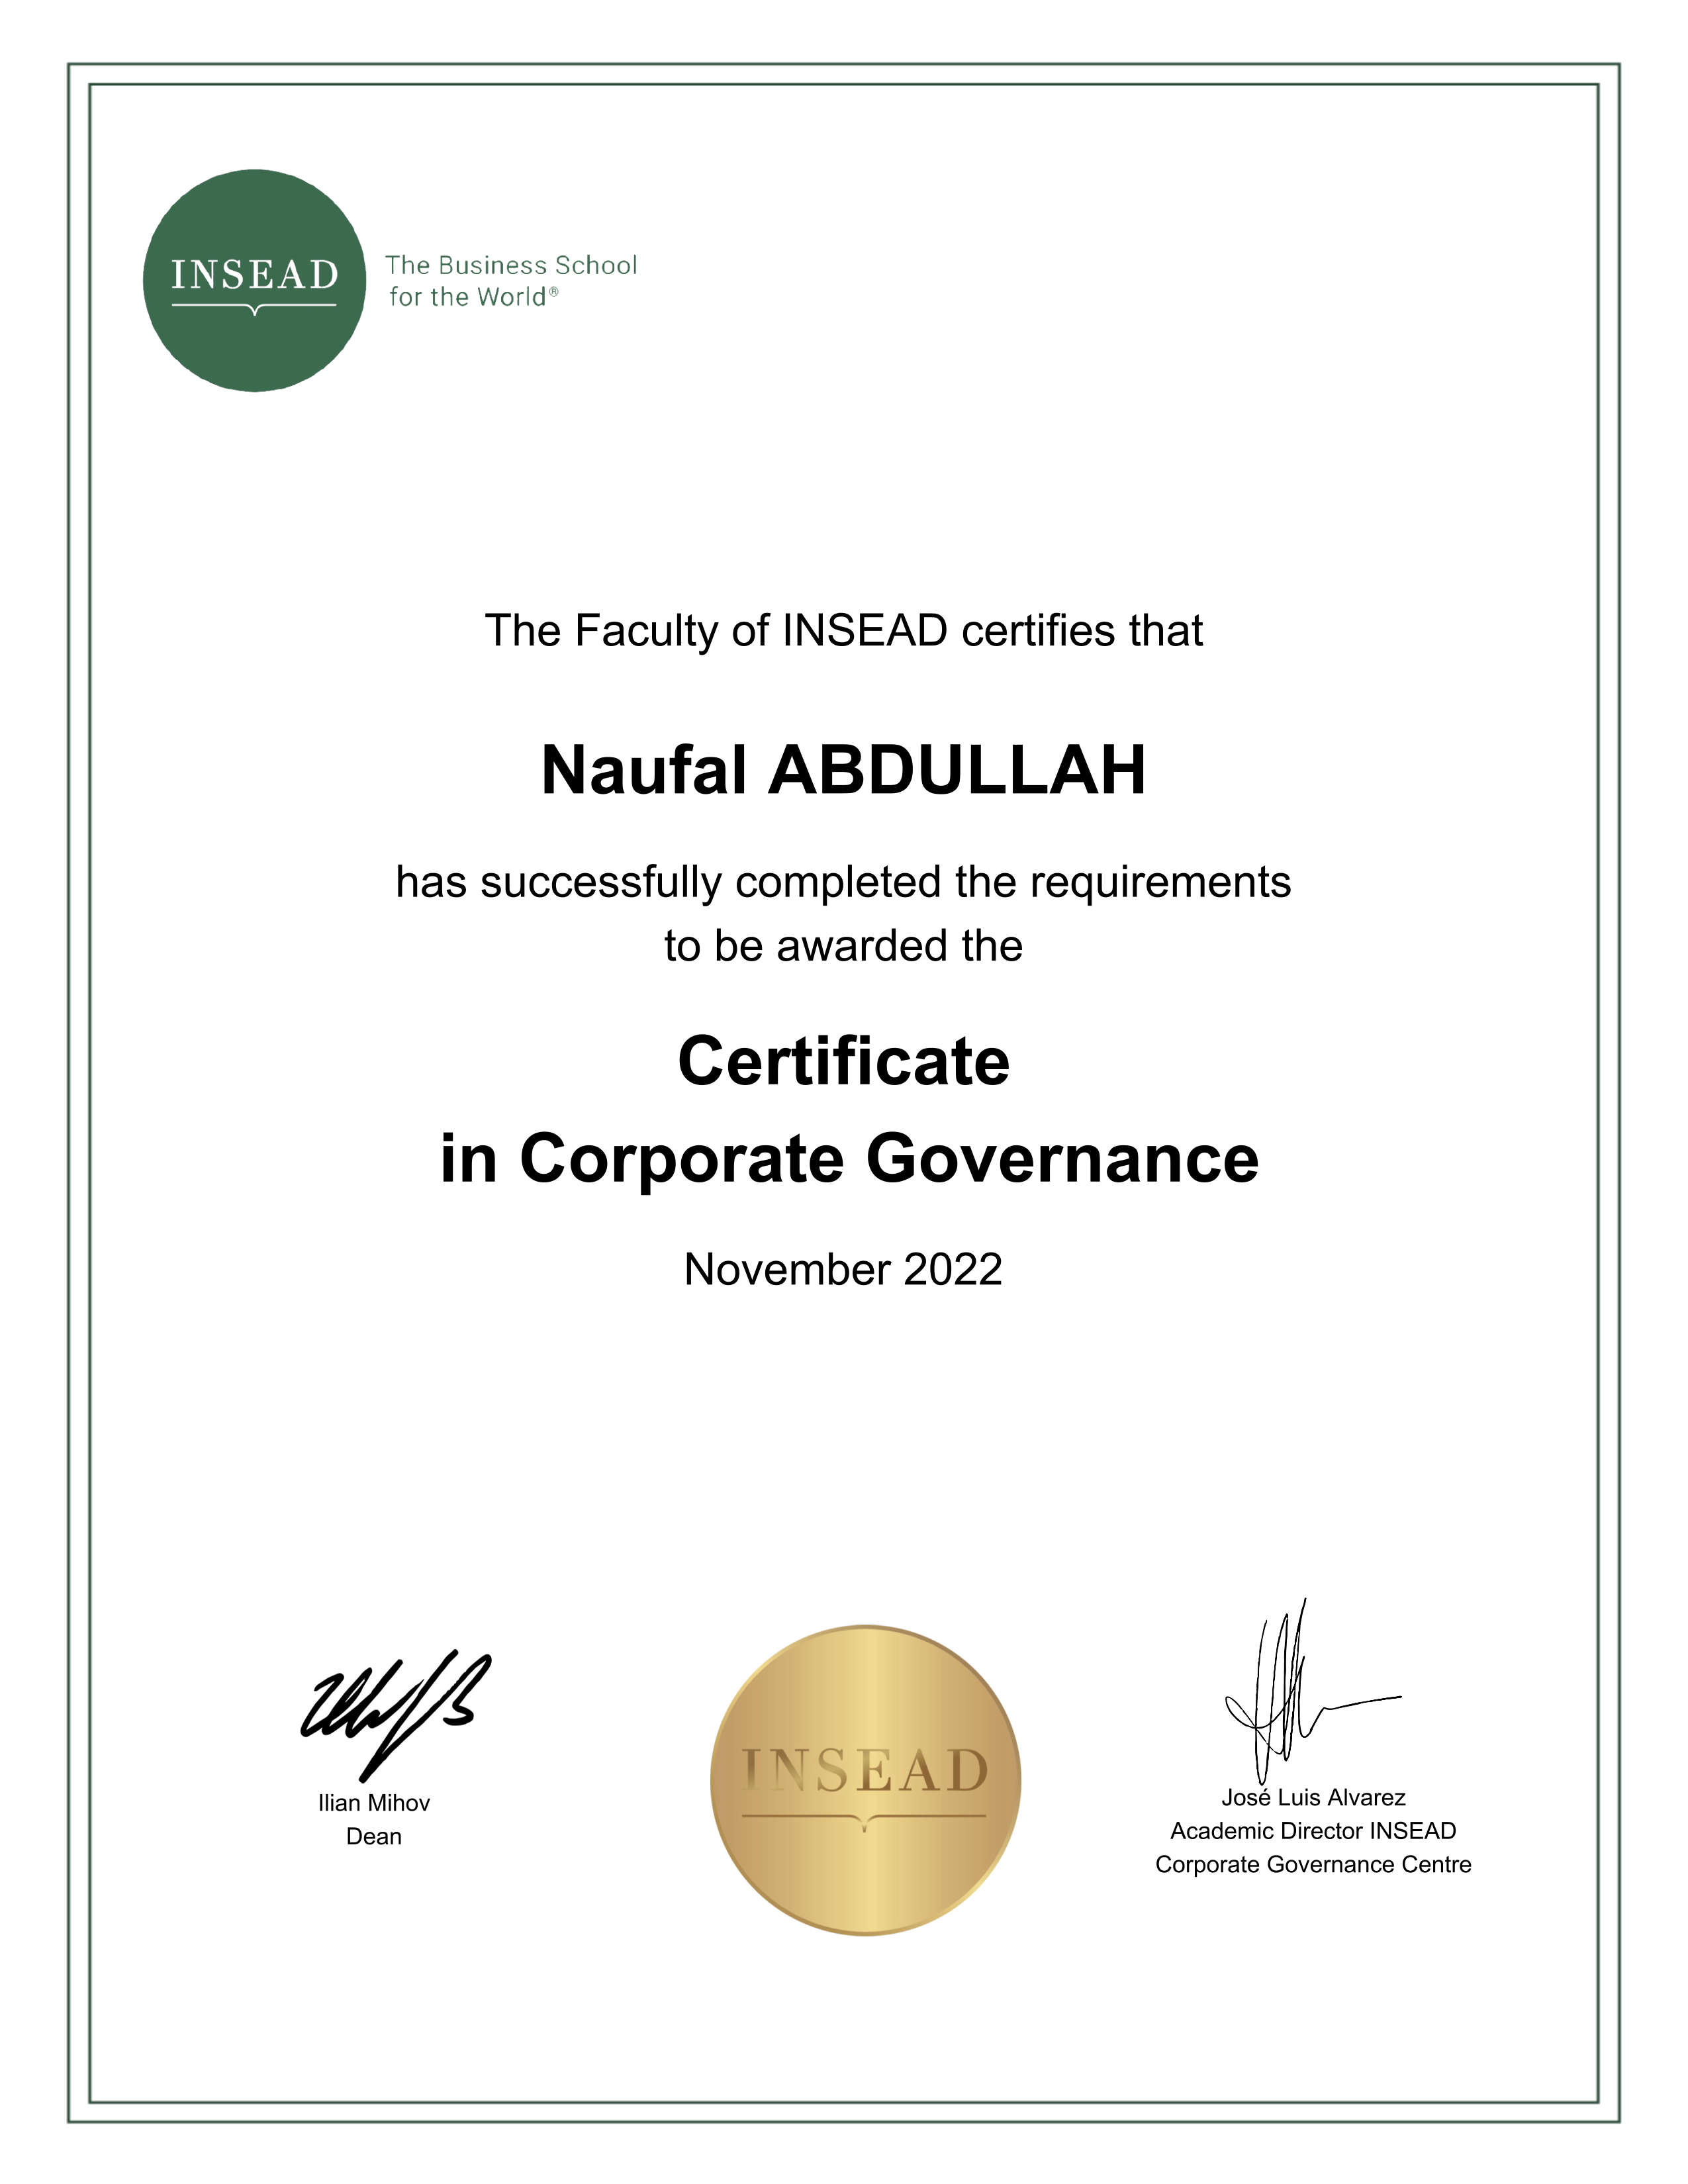 INSEAD
The Business School
for the World®
The Faculty of INSEAD certifies that
Naufal ABDULLAH
has successfully completed the requirements
to be awarded the
Certificate
in Corporate Governance
November 2022
Ilian Mihov
Dean
INSEAD
José Luis Alvarez
Academic Director INSEAD
Corporate Governance Centre